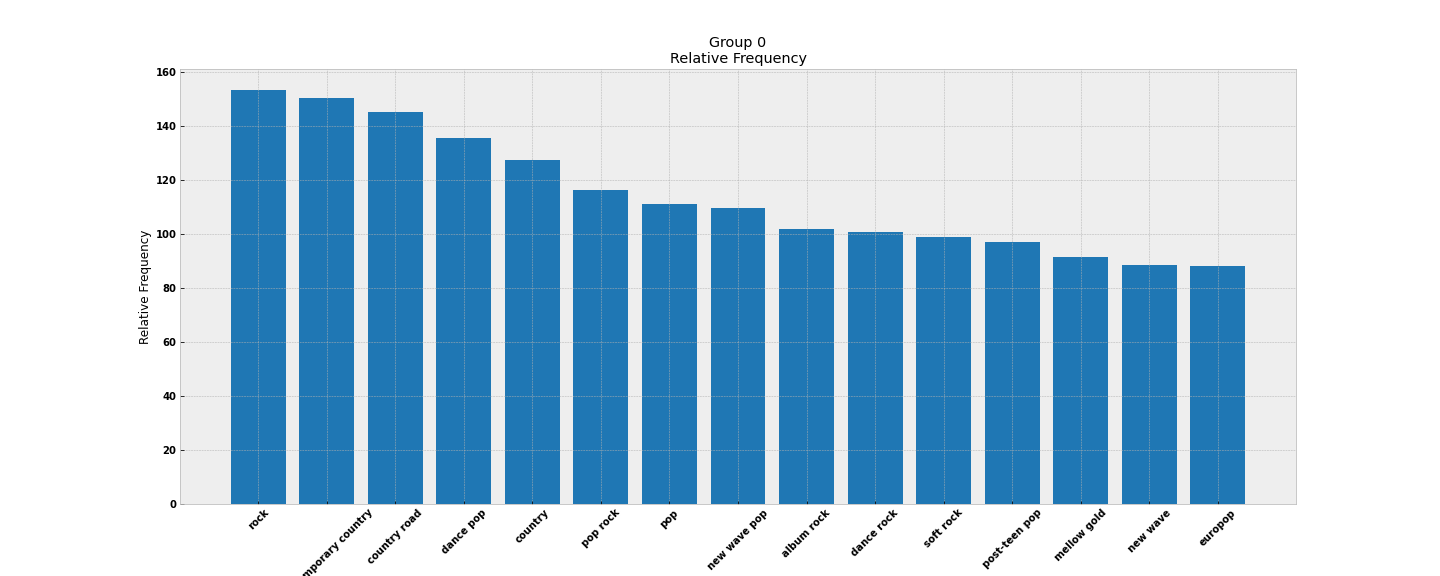 Group 0
Relative Frequency
Relative Frequency
160
140
120
100
80
60
40
20
0
rock
mporary country
country road
dance pop
country
pop rock
pop
new wave pop
album rock
dance rock
soft rock
post-teen pop
mellow gold
new wave
europop